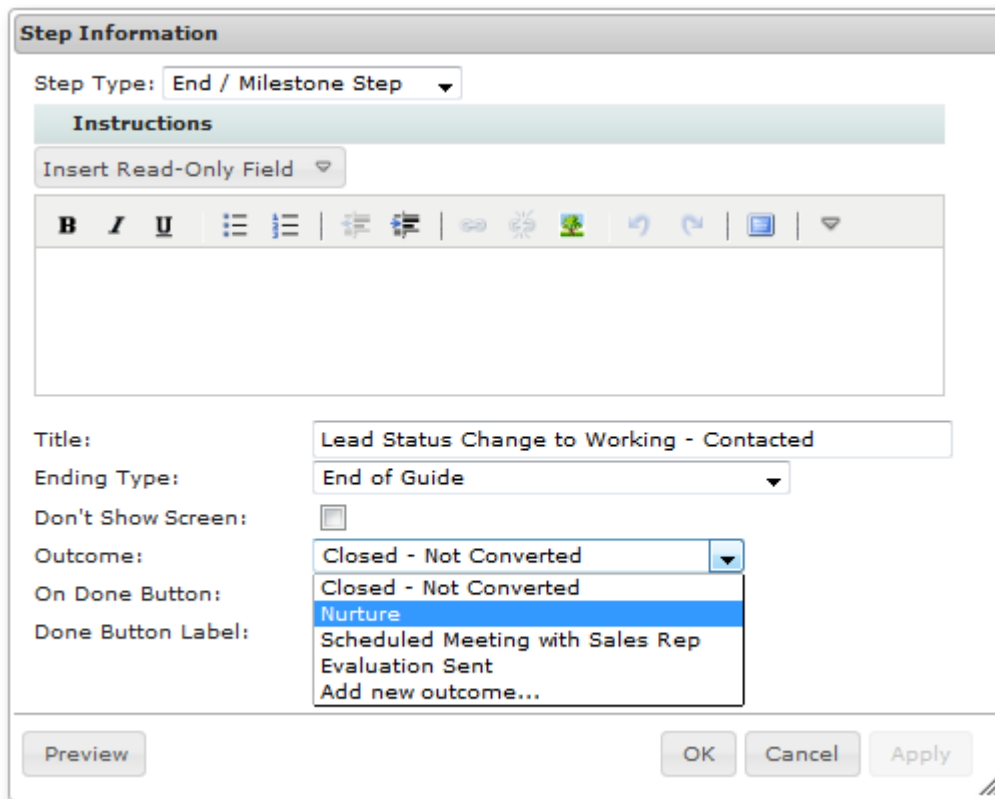 Step Information
Step Type: End / Milestone Step
Instructions
Insert Read-Only Field
B I U
Title: Lead Status Change to Working - Contacted
Ending Type: End of Guide
Don't Show Screen:
Outcome: Closed - Not Converted
Closed - Not Converted
On Done Button:
Nurture
Done Button Label:
Scheduled Meeting with Sales Rep
Evaluation Sent
Add new outcome...
Preview OK Cancel Apply